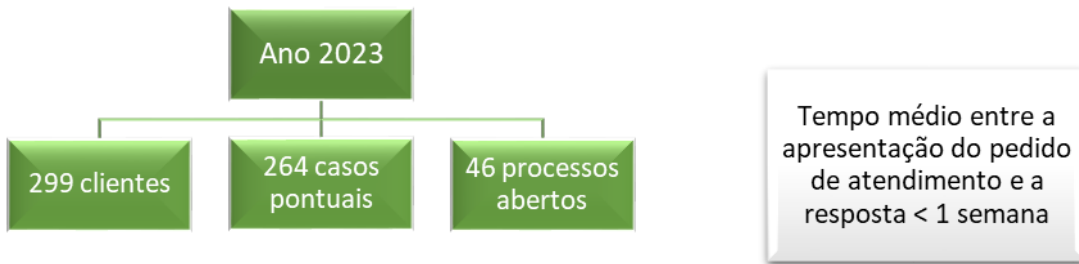 Ano 2023
299 clientes
264 casos
pontuais
46 processos
abertos
Tempo médio entre a
apresentação do pedido
de atendimento e a
resposta < 1 semana